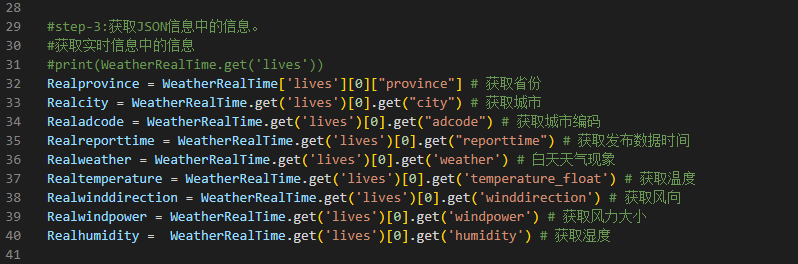 28
29 #step-3:获取JSON信息中的信息。
30 #获取实时信息中的信息
31 #print(WeatherRealTime.get('lives'))
32 Realprovince = WeatherRealTime['lives'][0]["province"] # 获取省份
33 Realcity = WeatherRealTime.get('lives')[0].get("city") # 获取城市
34 Realadcode = WeatherRealTime.get('lives')[0].get("adcode") # 获取城市编码
35 Realreporttime = WeatherRealTime.get('lives')[0].get("reporttime") # 获取发布数据时间
36 Realweather = WeatherRealTime.get('lives')[0].get('weather') # 白天天气现象
37 Realtemperature = WeatherRealTime.get('lives')[0].get('temperature_float') # 获取温度
38 Realwinddirection = WeatherRealTime.get('lives')[0].get('winddirection') # 获取风向
39 Realwindpower = WeatherRealTime.get('lives')[0].get('windpower') # 获取风力大小
40 Realhumidity =  WeatherRealTime.get('lives')[0].get('humidity') # 获取湿度
41